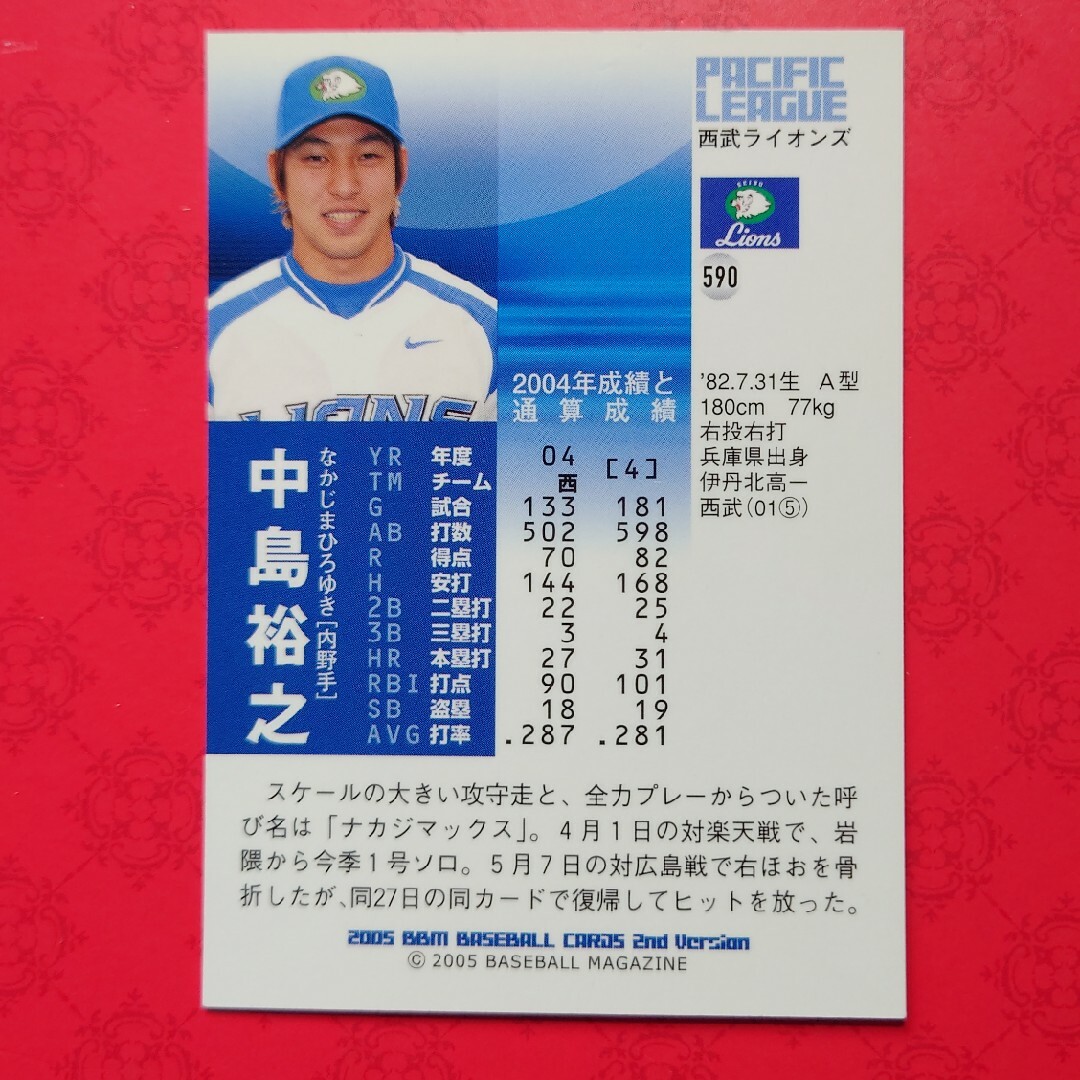 PACIFIC
LEAGUE
西武ライオンズ
SEIBU
Lions
590
LIONS
'82.7.31生 A型
180cm 77kg
右投右打
兵庫県出身
伊丹北高―
西武(01⑤)
中島裕之
なかじまひろゆき[内野手]
2004年成績と
通算成績
YR 年度 04 [4]
TM チーム 西
G 試合 133 181
AB 打数 502 598
R 得点 70 82
H 安打 144 168
2B 二塁打 22 25
3B 三塁打 3 4
HR 本塁打 27 31
RBI 打点 90 101
SB 盗塁 18 19
AVG 打率 .287 .281
スケールの大きい攻守走と、全力プレーからついた呼
び名は「ナカジマックス」。4月1日の対楽天戦で、岩
隈から今季1号ソロ。5月7日の対広島戦で右ほおを骨
折したが、同27日の同カードで復帰してヒットを放った。
2005 BBM BASEBALL CARDS 2nd Version
© 2005 BASEBALL MAGAZINE